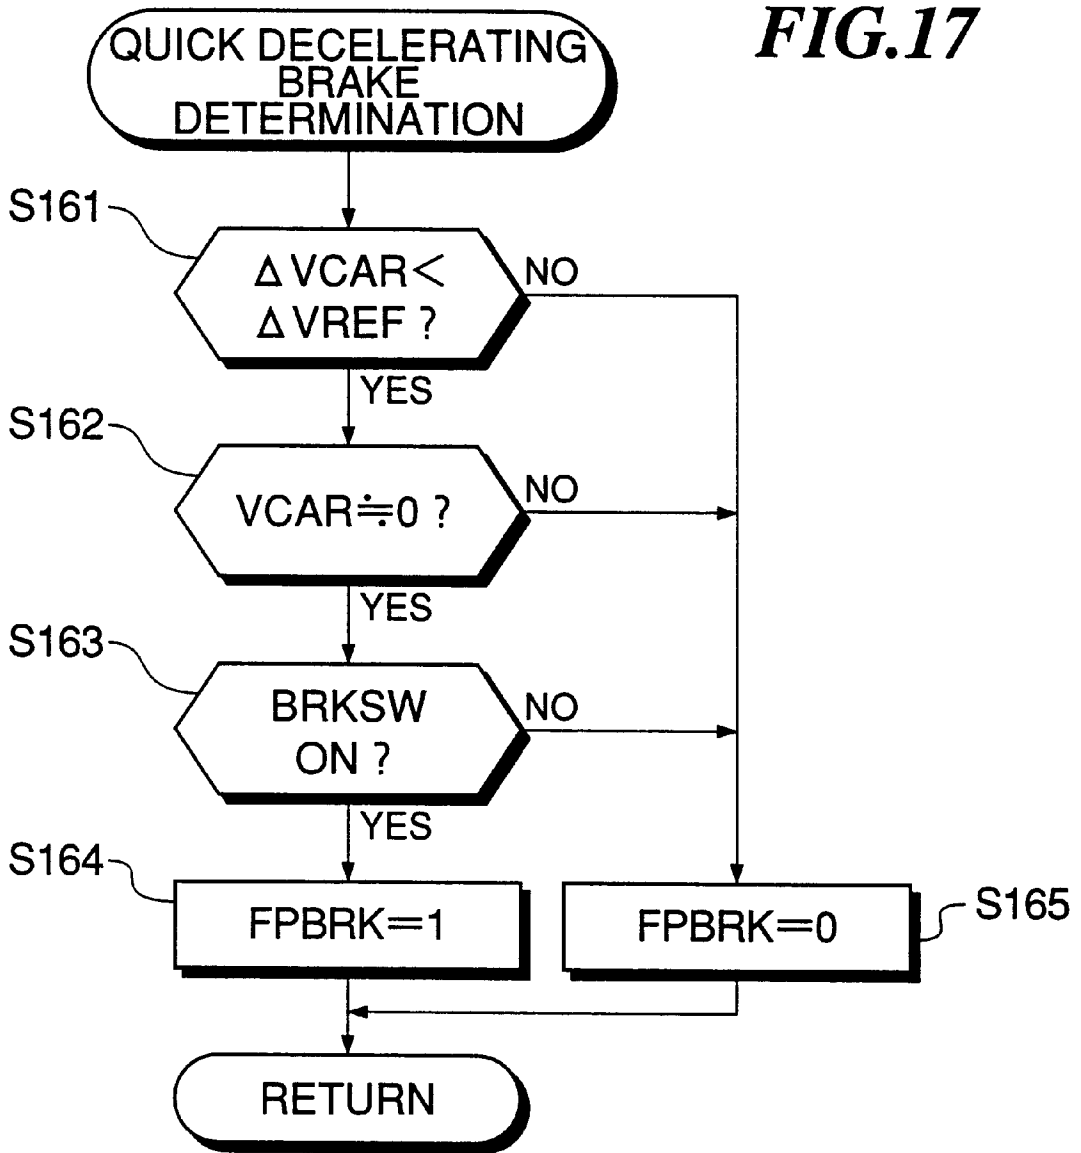 FIG.17
QUICK DECELERATING
BRAKE
DETERMINATION
S161
ΔVCAR<
ΔVREF ?
NO
YES
S162
VCAR≒0 ?
NO
YES
S163
BRKSW
ON ?
NO
YES
S164
FPBRK=1
FPBRK=0
S165
RETURN